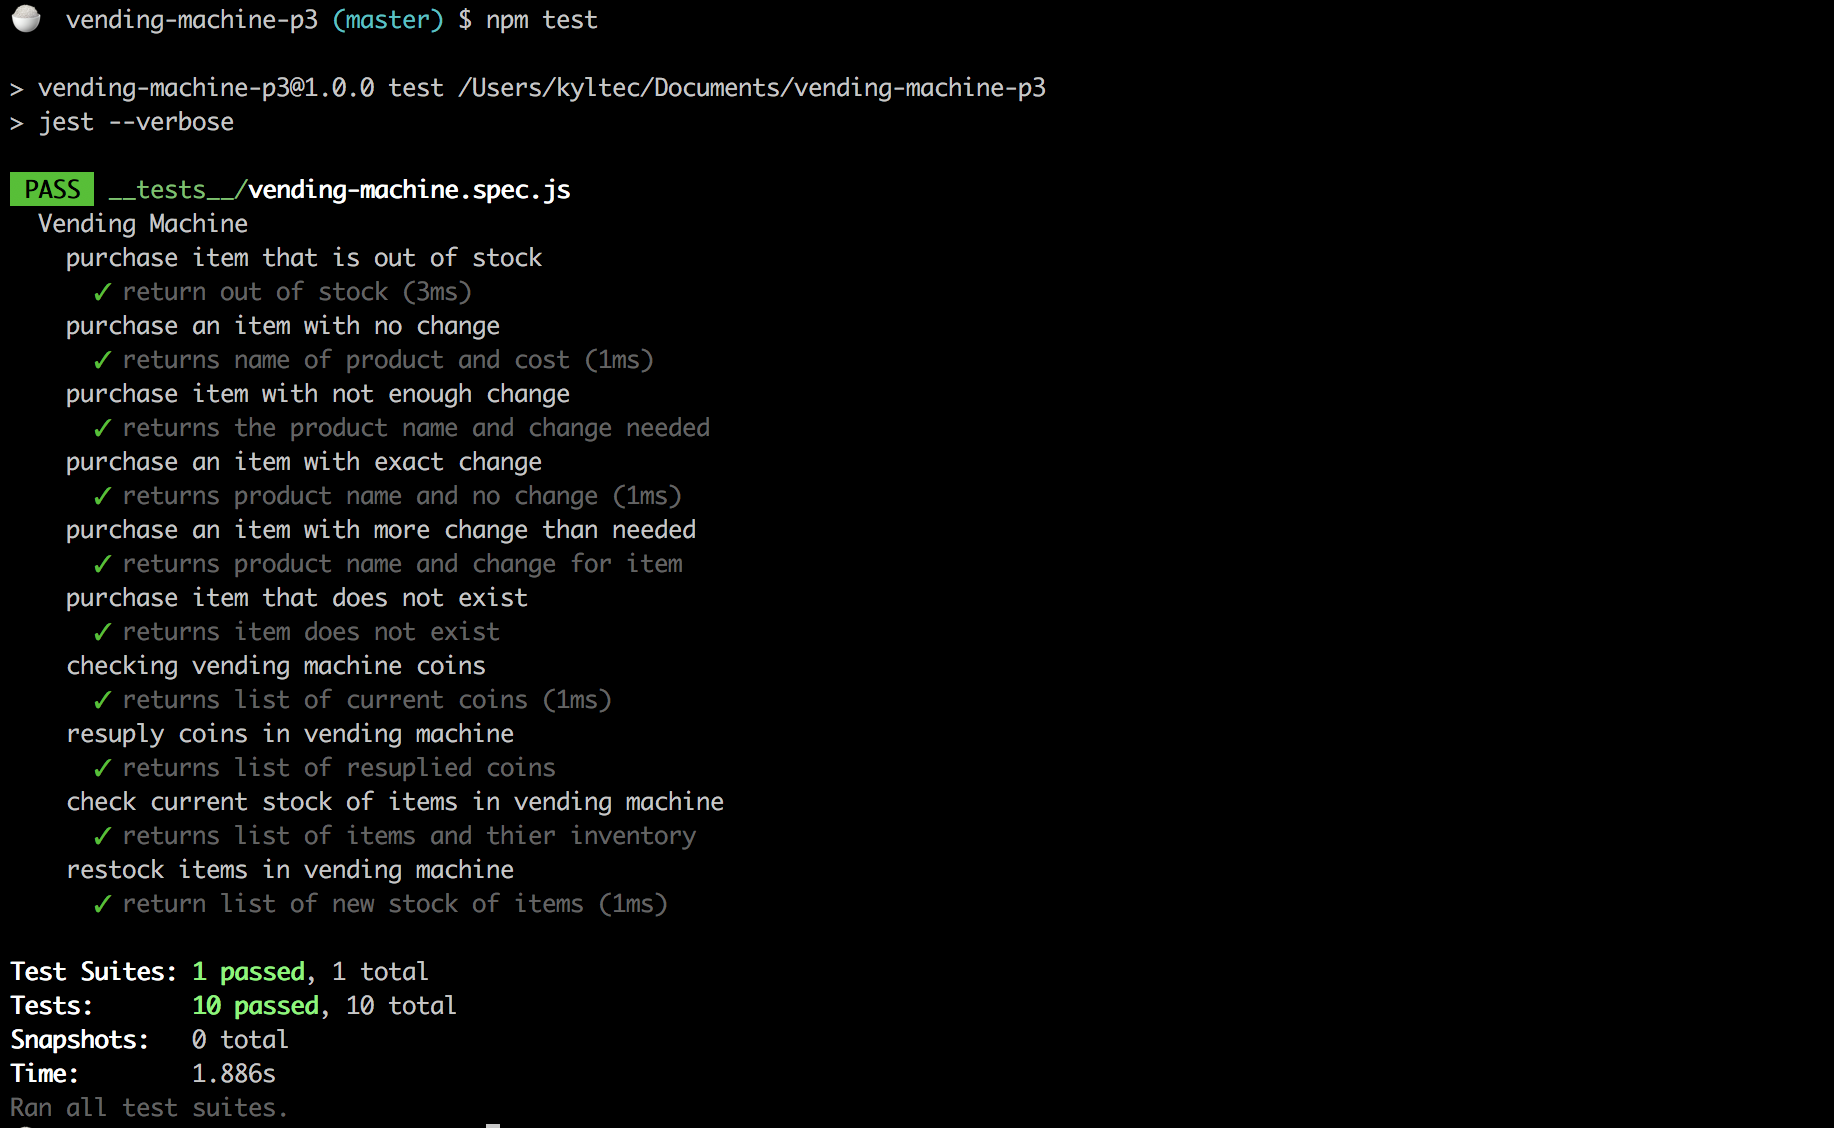 vending-machine-p3 (master) $ npm test
> vending-machine-p3@1.0.0 test /Users/kyltec/Documents/vending-machine-p3
> jest --verbose
PASS __tests__/vending-machine.spec.js
Vending Machine
purchase item that is out of stock
✓ return out of stock (3ms)
purchase an item with no change
✓ returns name of product and cost (1ms)
purchase item with not enough change
✓ returns the product name and change needed
purchase an item with exact change
✓ returns product name and no change (1ms)
purchase an item with more change than needed
✓ returns product name and change for item
purchase item that does not exist
✓ returns item does not exist
checking vending machine coins
✓ returns list of current coins (1ms)
resuply coins in vending machine
✓ returns list of resuplied coins
check current stock of items in vending machine
✓ returns list of items and thier inventory
restock items in vending machine
✓ return list of new stock of items (1ms)
Test Suites: 1 passed, 1 total
Tests: 10 passed, 10 total
Snapshots: 0 total
Time: 1.886s
Ran all test suites.